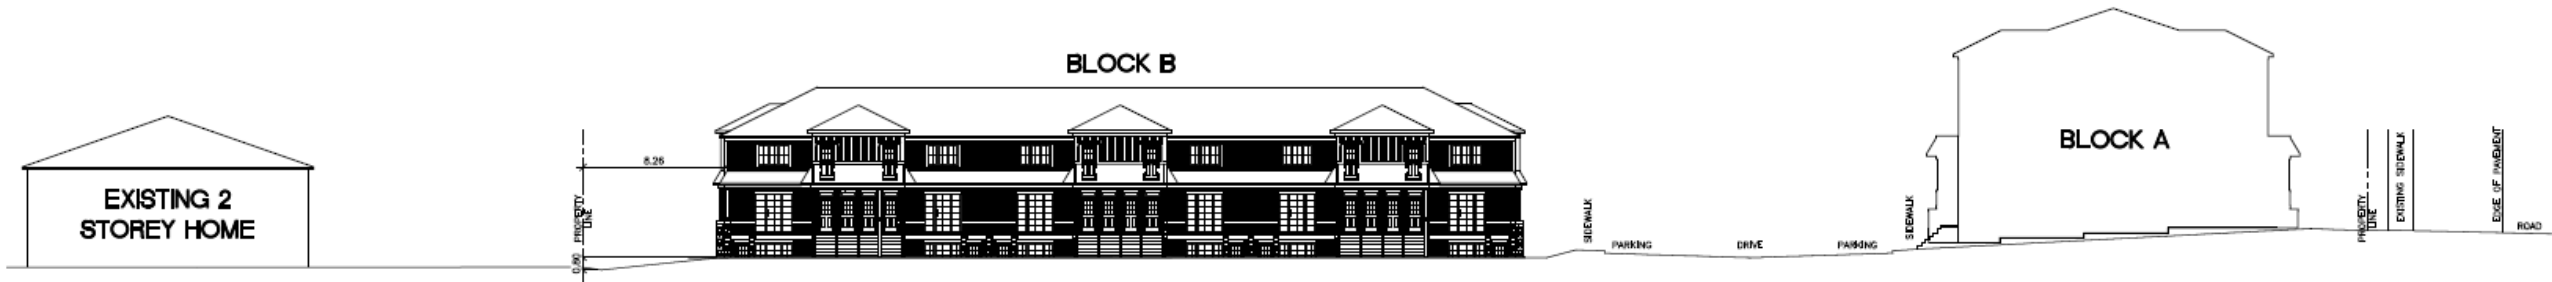 BLOCK B
EXISTING 2
STOREY HOME
8.26
PROPERTY
LINE
0.60
SIDEWALK
PARKING
DRIVE
PARKING
SIDEWALK
BLOCK A
PROPERTY
LINE
EXISTING SIDEWALK
EDGE OF PAVEMENT
ROAD